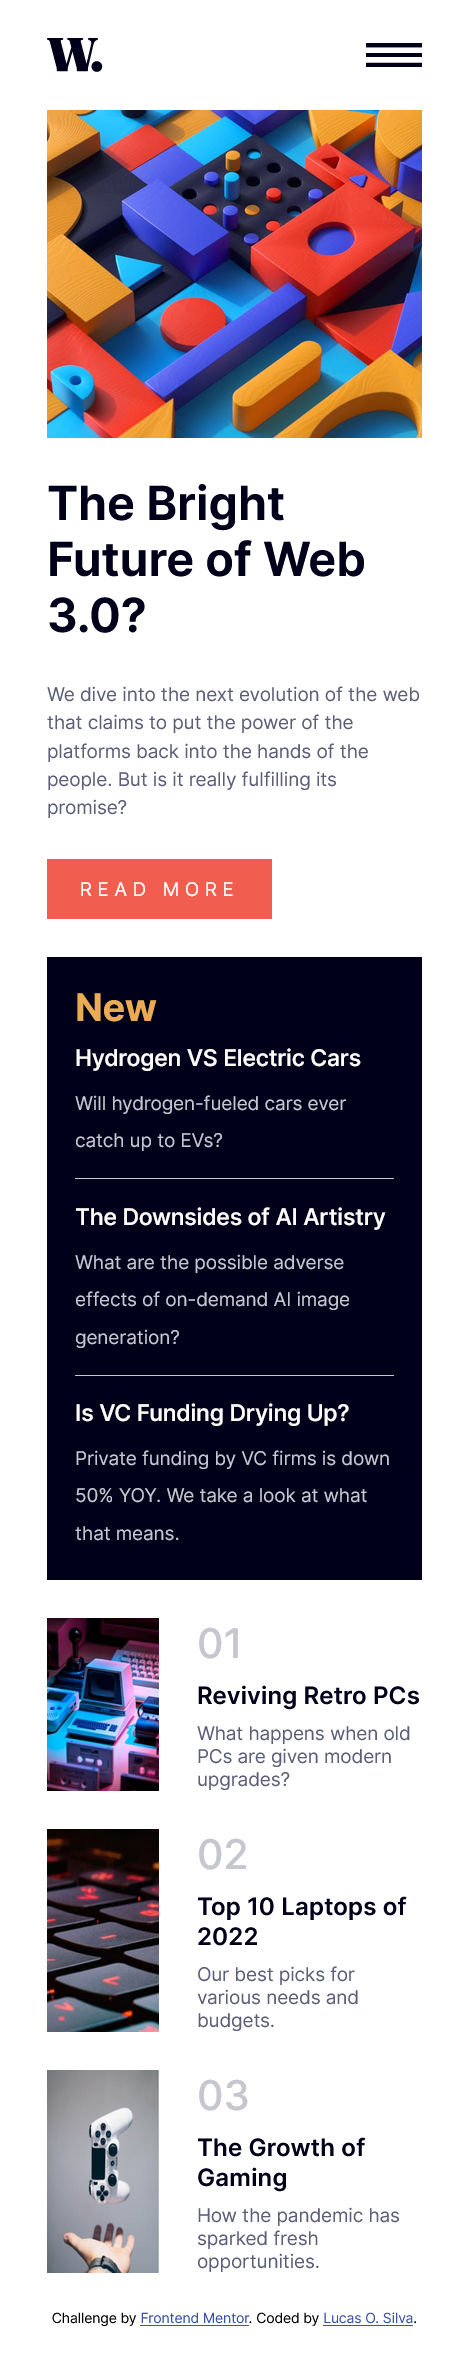 W.
The Bright
Future of Web
3.0?
We dive into the next evolution of the web
that claims to put the power of the
platforms back into the hands of the
people. But is it really fulfilling its
promise?
READ MORE
New
Hydrogen VS Electric Cars
Will hydrogen-fueled cars ever
catch up to EVs?
The Downsides of AI Artistry
What are the possible adverse
effects of on-demand AI image
generation?
Is VC Funding Drying Up?
Private funding by VC firms is down
50% YOY. We take a look at what
that means.
01
Reviving Retro PCs
What happens when old
PCs are given modern
upgrades?
02
Top 10 Laptops of
2022
Our best picks for
various needs and
budgets.
03
The Growth of
Gaming
How the pandemic has
sparked fresh
opportunities.
Challenge by Frontend Mentor. Coded by Lucas O. Silva.